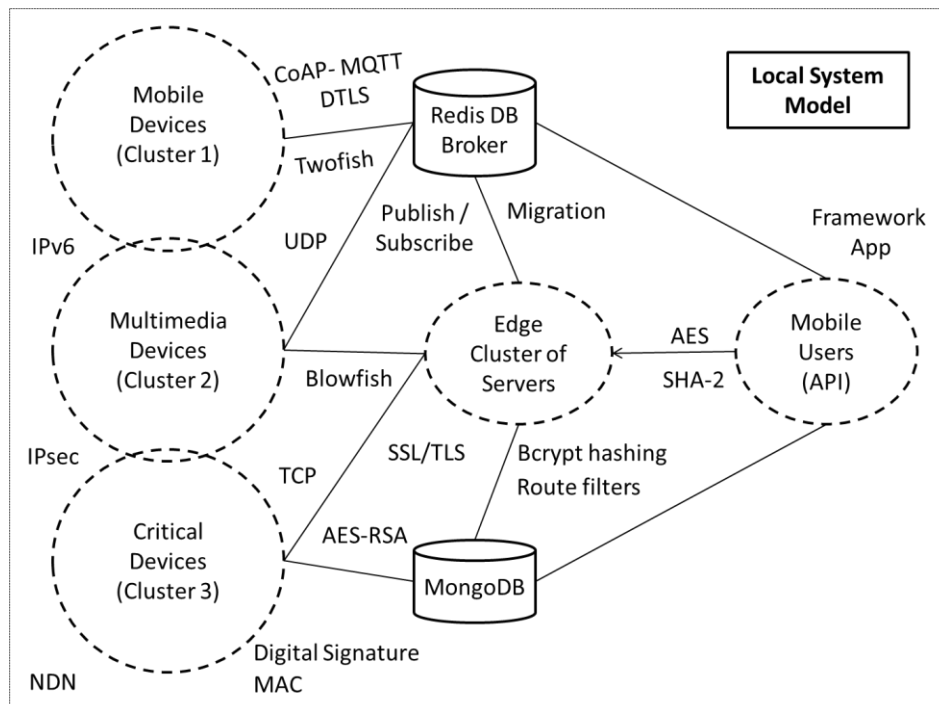 CoAP- MQTT
DTLS
Mobile
Devices
(Cluster 1)
Redis DB
Broker
Local System
Model
Twofish
IPv6
UDP
Publish /
Subscribe
Migration
Framework
App
Multimedia
Devices
(Cluster 2)
Blowfish
Edge
Cluster of
Servers
AES
SHA-2
Mobile
Users
(API)
IPsec
TCP
SSL/TLS
Bcrypt hashing
Route filters
Critical
Devices
(Cluster 3)
AES-RSA
MongoDB
Digital Signature
MAC
NDN